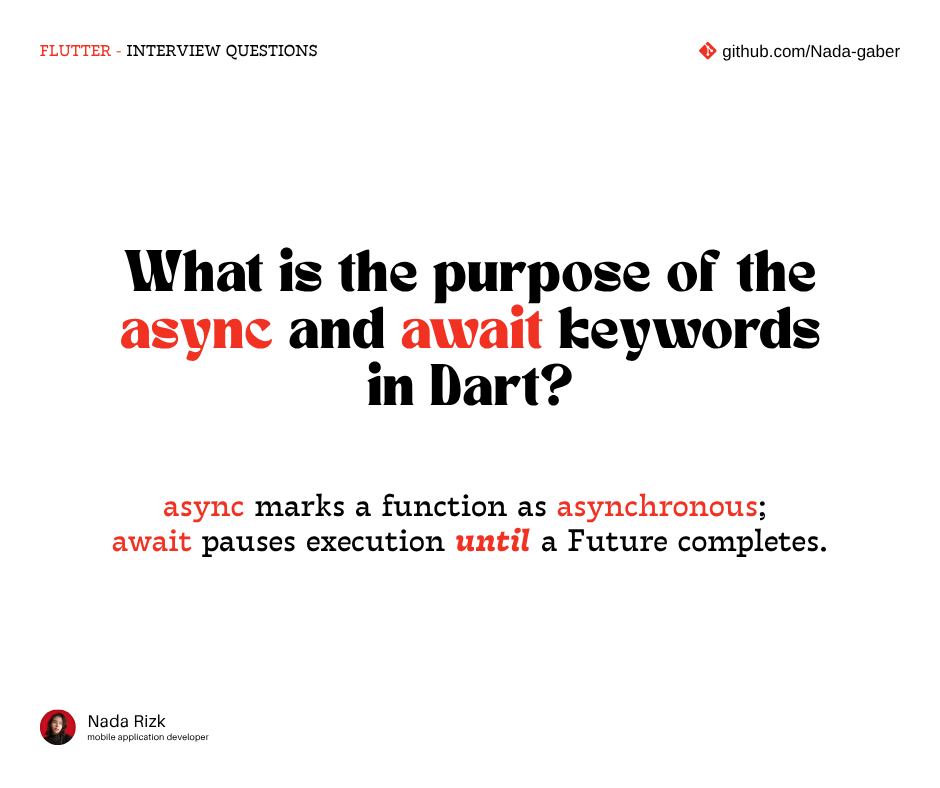 FLUTTER - INTERVIEW QUESTIONS
github.com/Nada-gaber
What is the purpose of the
async and await keywords
in Dart?
async marks a function as asynchronous;
await pauses execution until a Future completes.
Nada Rizk
mobile application developer